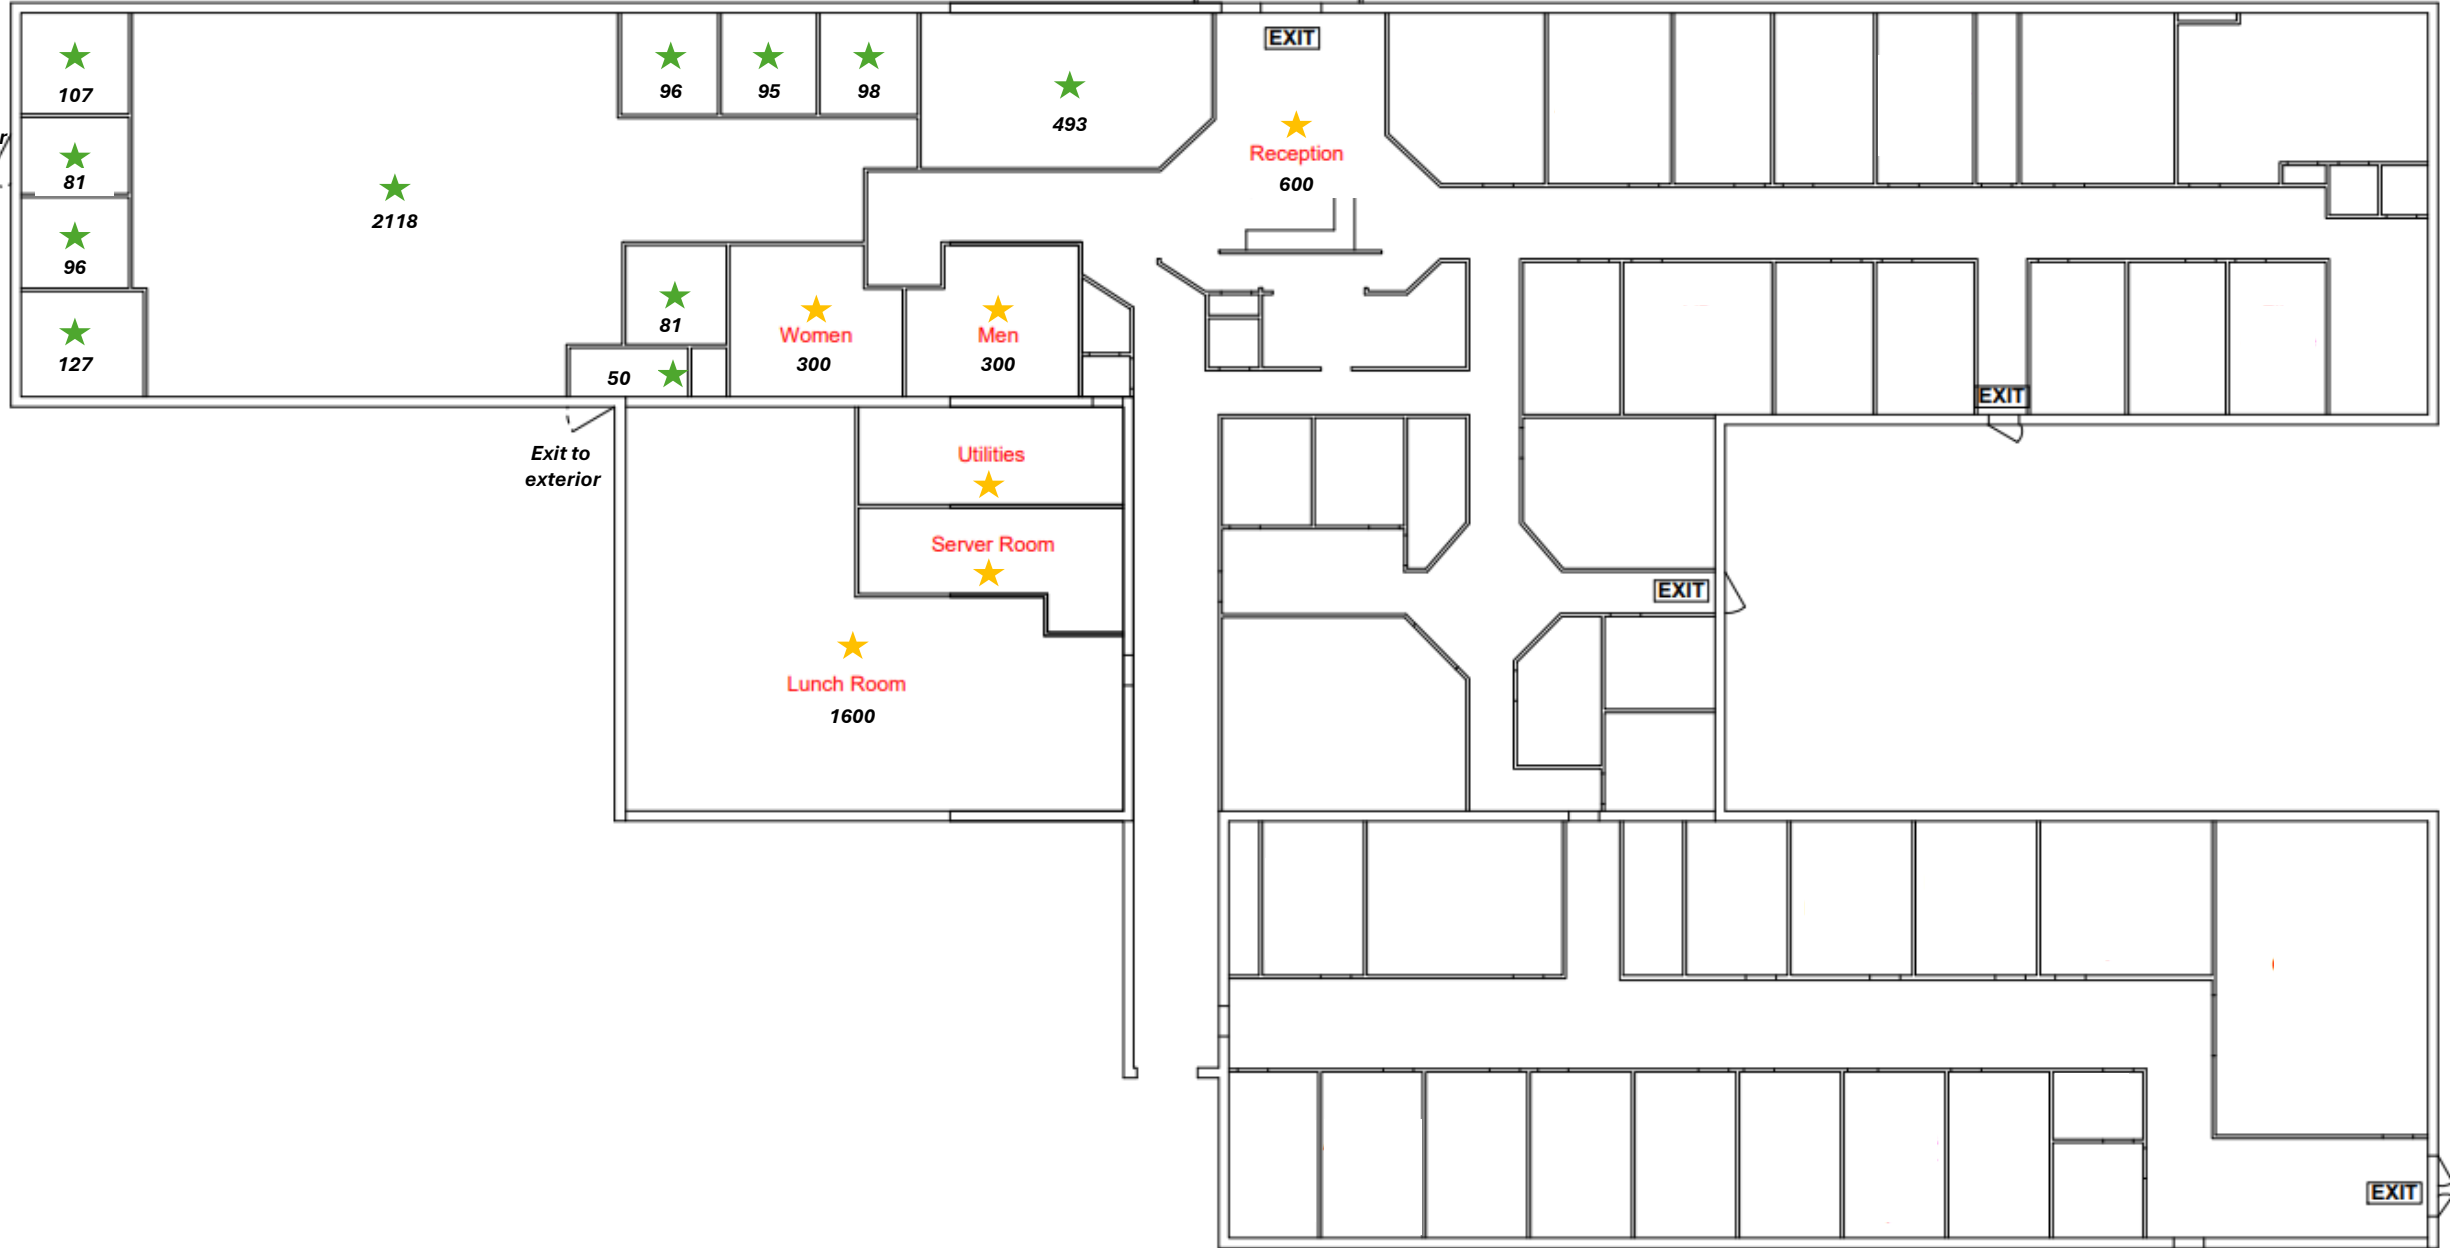 EXIT
107
96
95
98
493
r
81
Reception
600
2118
96
81
127
50
Women
300
Men
300
EXIT
Exit to
exterior
Utilities
Server Room
EXIT
Lunch Room
1600
EXIT